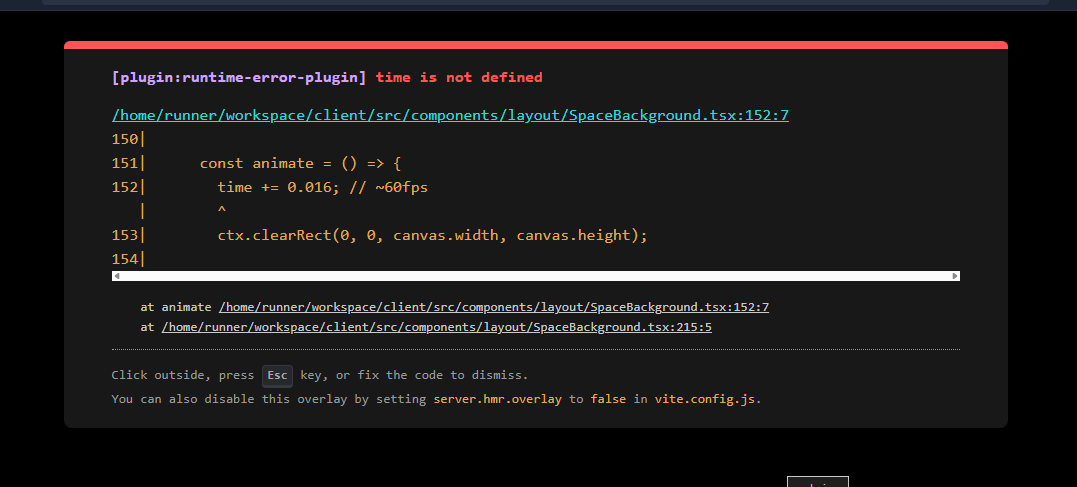 [plugin:runtime-error-plugin] time is not defined
/home/runner/workspace/client/src/components/layout/SpaceBackground.tsx:152:7
150|
151|      const animate = () => {
152|        time += 0.016; // ~60fps
   |        ^
153|        ctx.clearRect(0, 0, canvas.width, canvas.height);
154|
at animate /home/runner/workspace/client/src/components/layout/SpaceBackground.tsx:152:7
at /home/runner/workspace/client/src/components/layout/SpaceBackground.tsx:215:5
Click outside, press Esc key, or fix the code to dismiss.
You can also disable this overlay by setting server.hmr.overlay to false in vite.config.js.